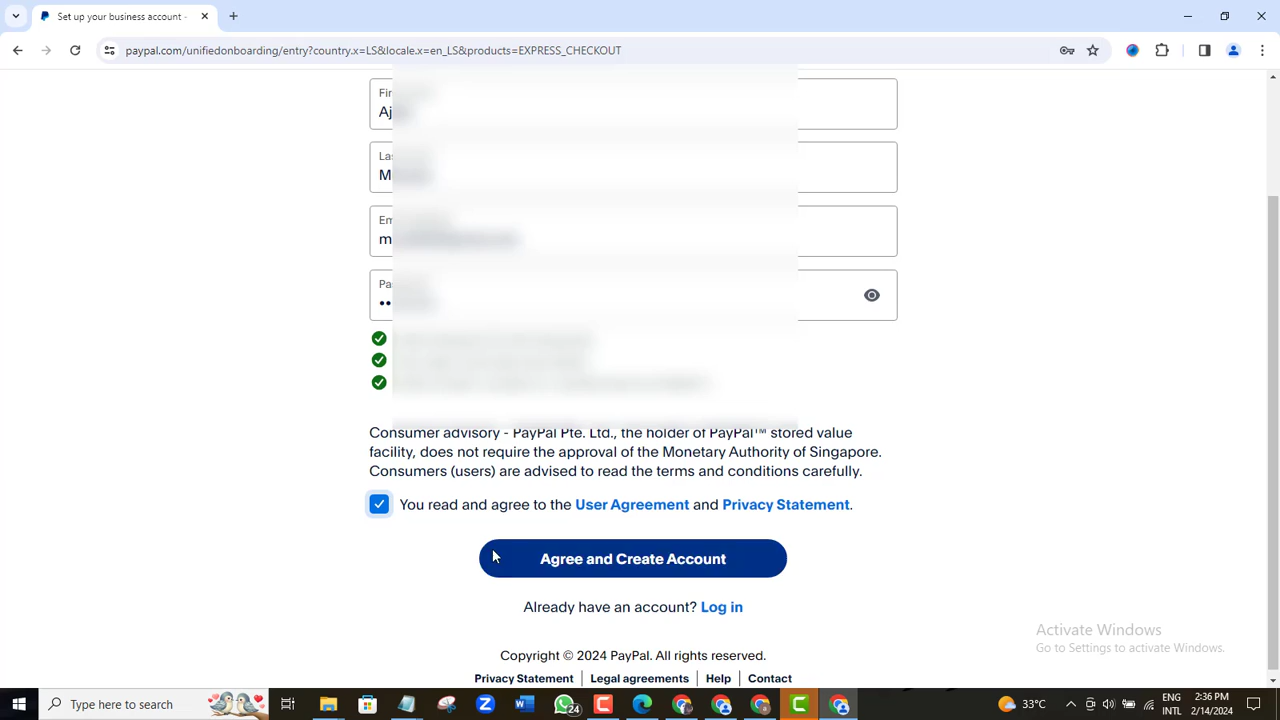 Set up your business account -
paypal.com/unifiedonboarding/entry?country.x=LS&locale.x=en_LS&products=EXPRESS_CHECKOUT
Consumer advisory - PayPal Pte. Ltd., the holder of PayPal™ stored value
facility, does not require the approval of the Monetary Authority of Singapore.
Consumers (users) are advised to read the terms and conditions carefully.
You read and agree to the User Agreement and Privacy Statement.
Agree and Create Account
Already have an account? Log in
Activate Windows
Go to Settings to activate Windows.
Copyright © 2024 PayPal. All rights reserved.
Privacy Statement
Legal agreements
Help
Contact
Type here to search
24
33°C
ENG
INTL
2:36 PM
2/14/2024